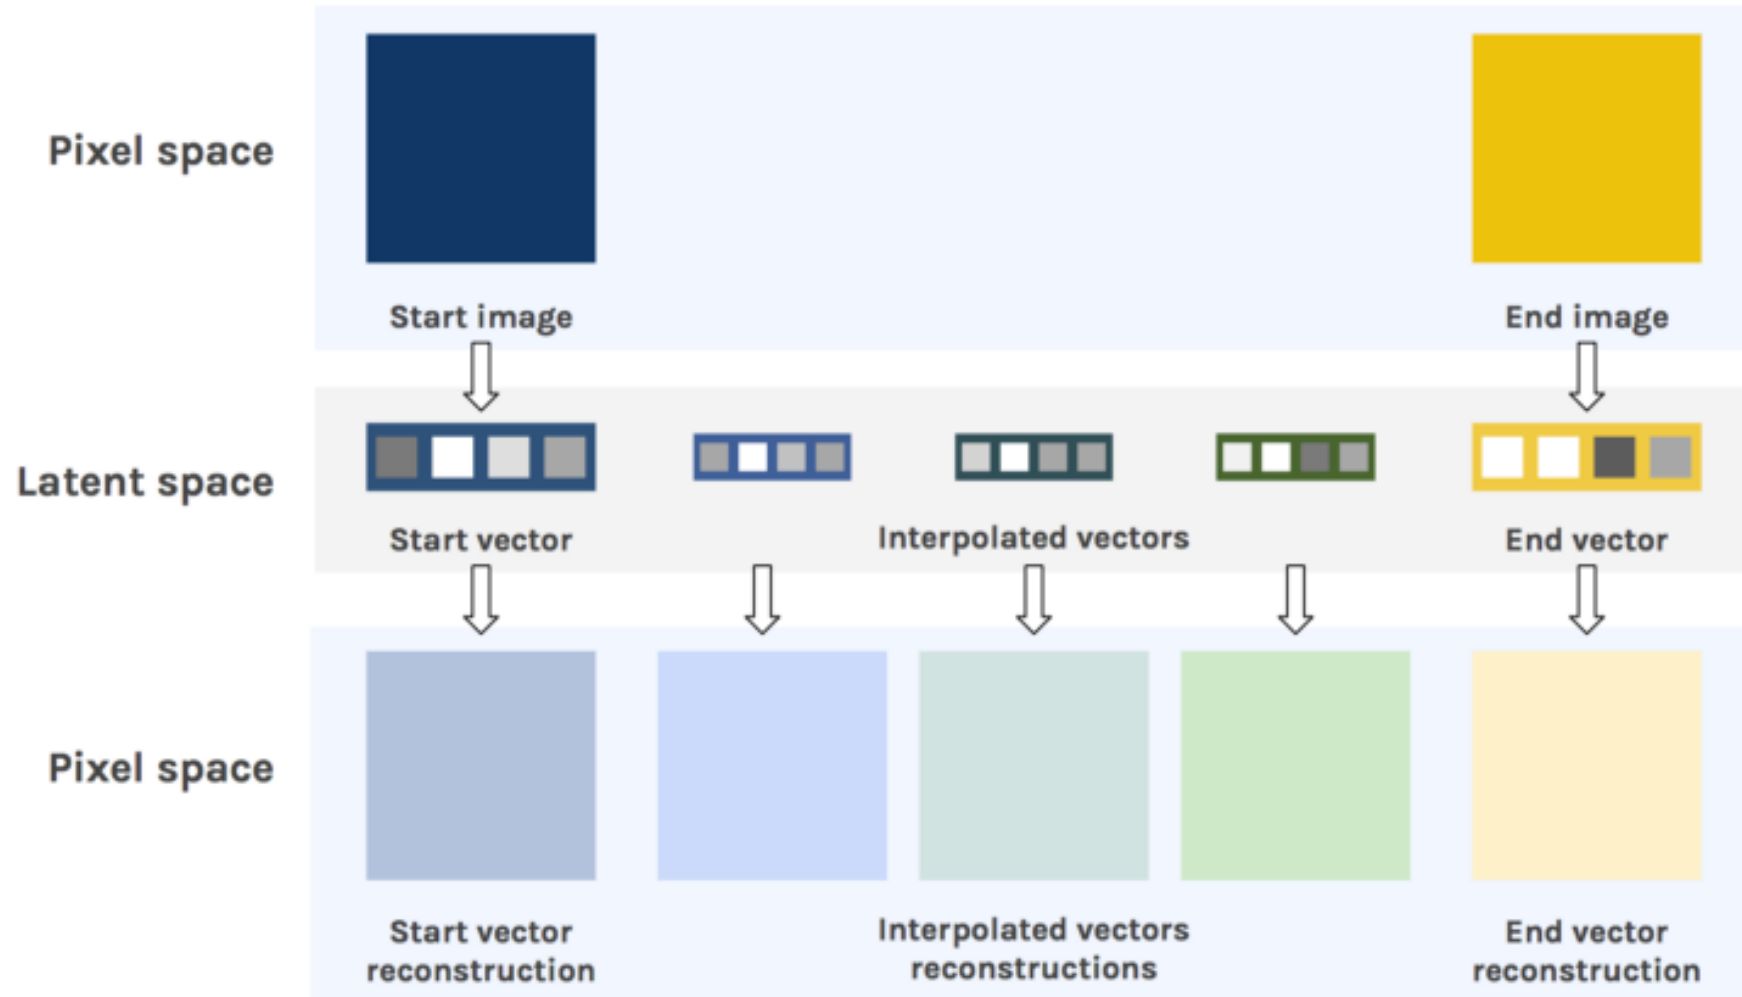 Pixel space
Start image
End image
Latent space
Start vector
Interpolated vectors
End vector
Pixel space
Start vector
reconstruction
Interpolated vectors
reconstructions
End vector
reconstruction